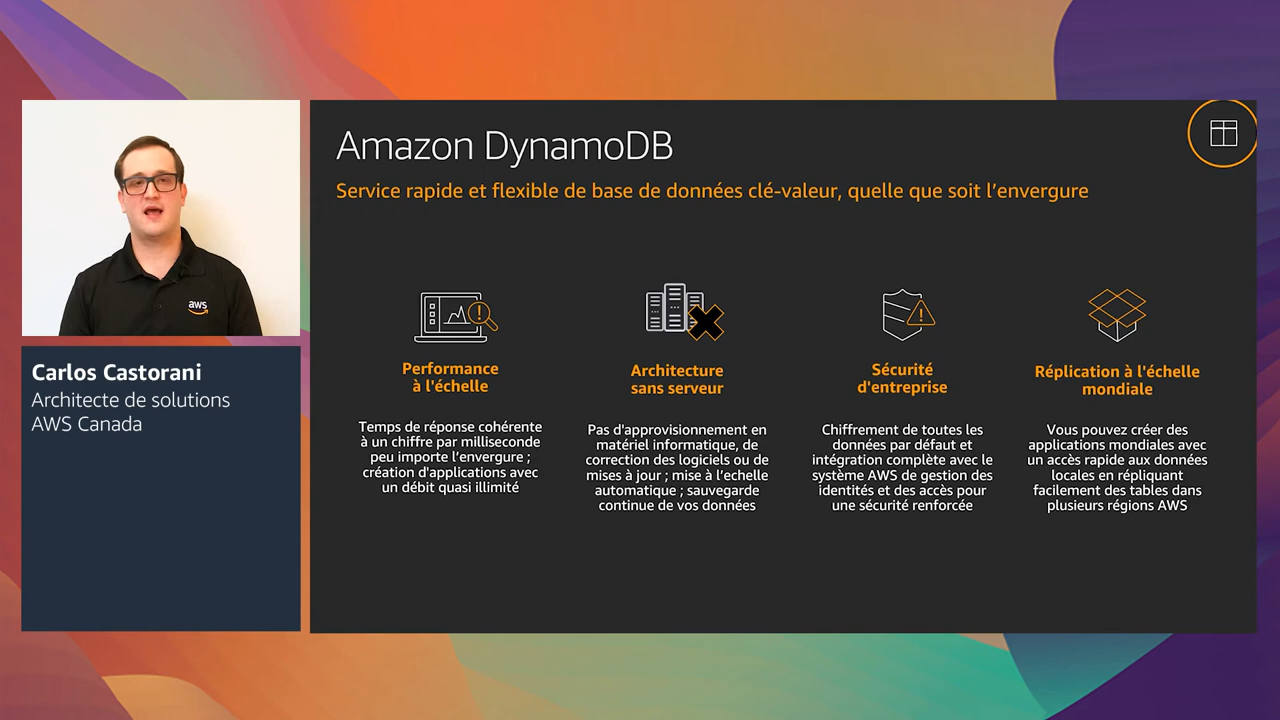 aws
Carlos Castorani
Architecte de solutions
AWS Canada
Amazon DynamoDB
Service rapide et flexible de base de données clé-valeur, quelle que soit l’envergure
Performance
à l'échelle
Temps de réponse cohérente
à un chiffre par milliseconde
peu importe l’envergure ;
création d'applications avec
un débit quasi illimité
Architecture
sans serveur
Pas d'approvisionnement en
matériel informatique, de
correction des logiciels ou de
mises à jour ; mise à l’echelle
automatique ; sauvegarde
continue de vos données
Sécurité
d'entreprise
Chiffrement de toutes les
données par défaut et
intégration complète avec le
système AWS de gestion des
identités et des accès pour
une sécurité renforcée
Réplication à l'échelle
mondiale
Vous pouvez créer des
applications mondiales avec
un accès rapide aux données
locales en répliquant
facilement des tables dans
plusieurs régions AWS